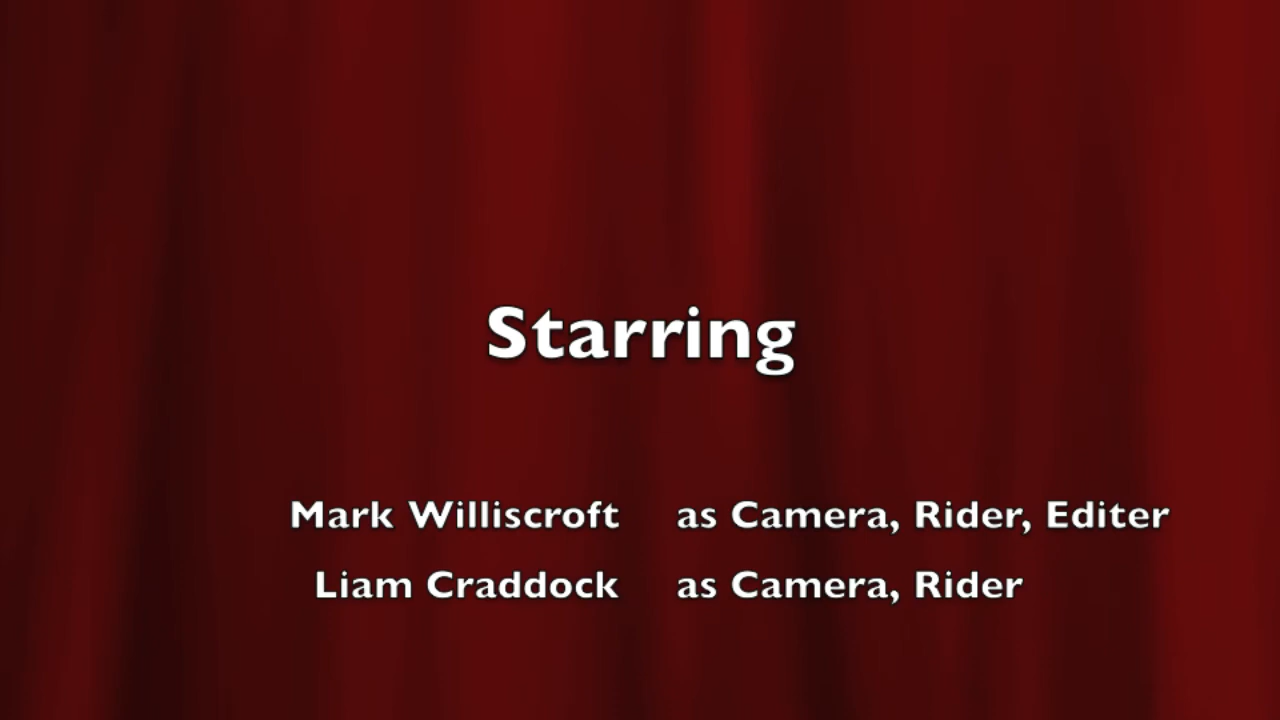 Starring
Mark Williscroft as Camera, Rider, Editer
Liam Craddock as Camera, Rider